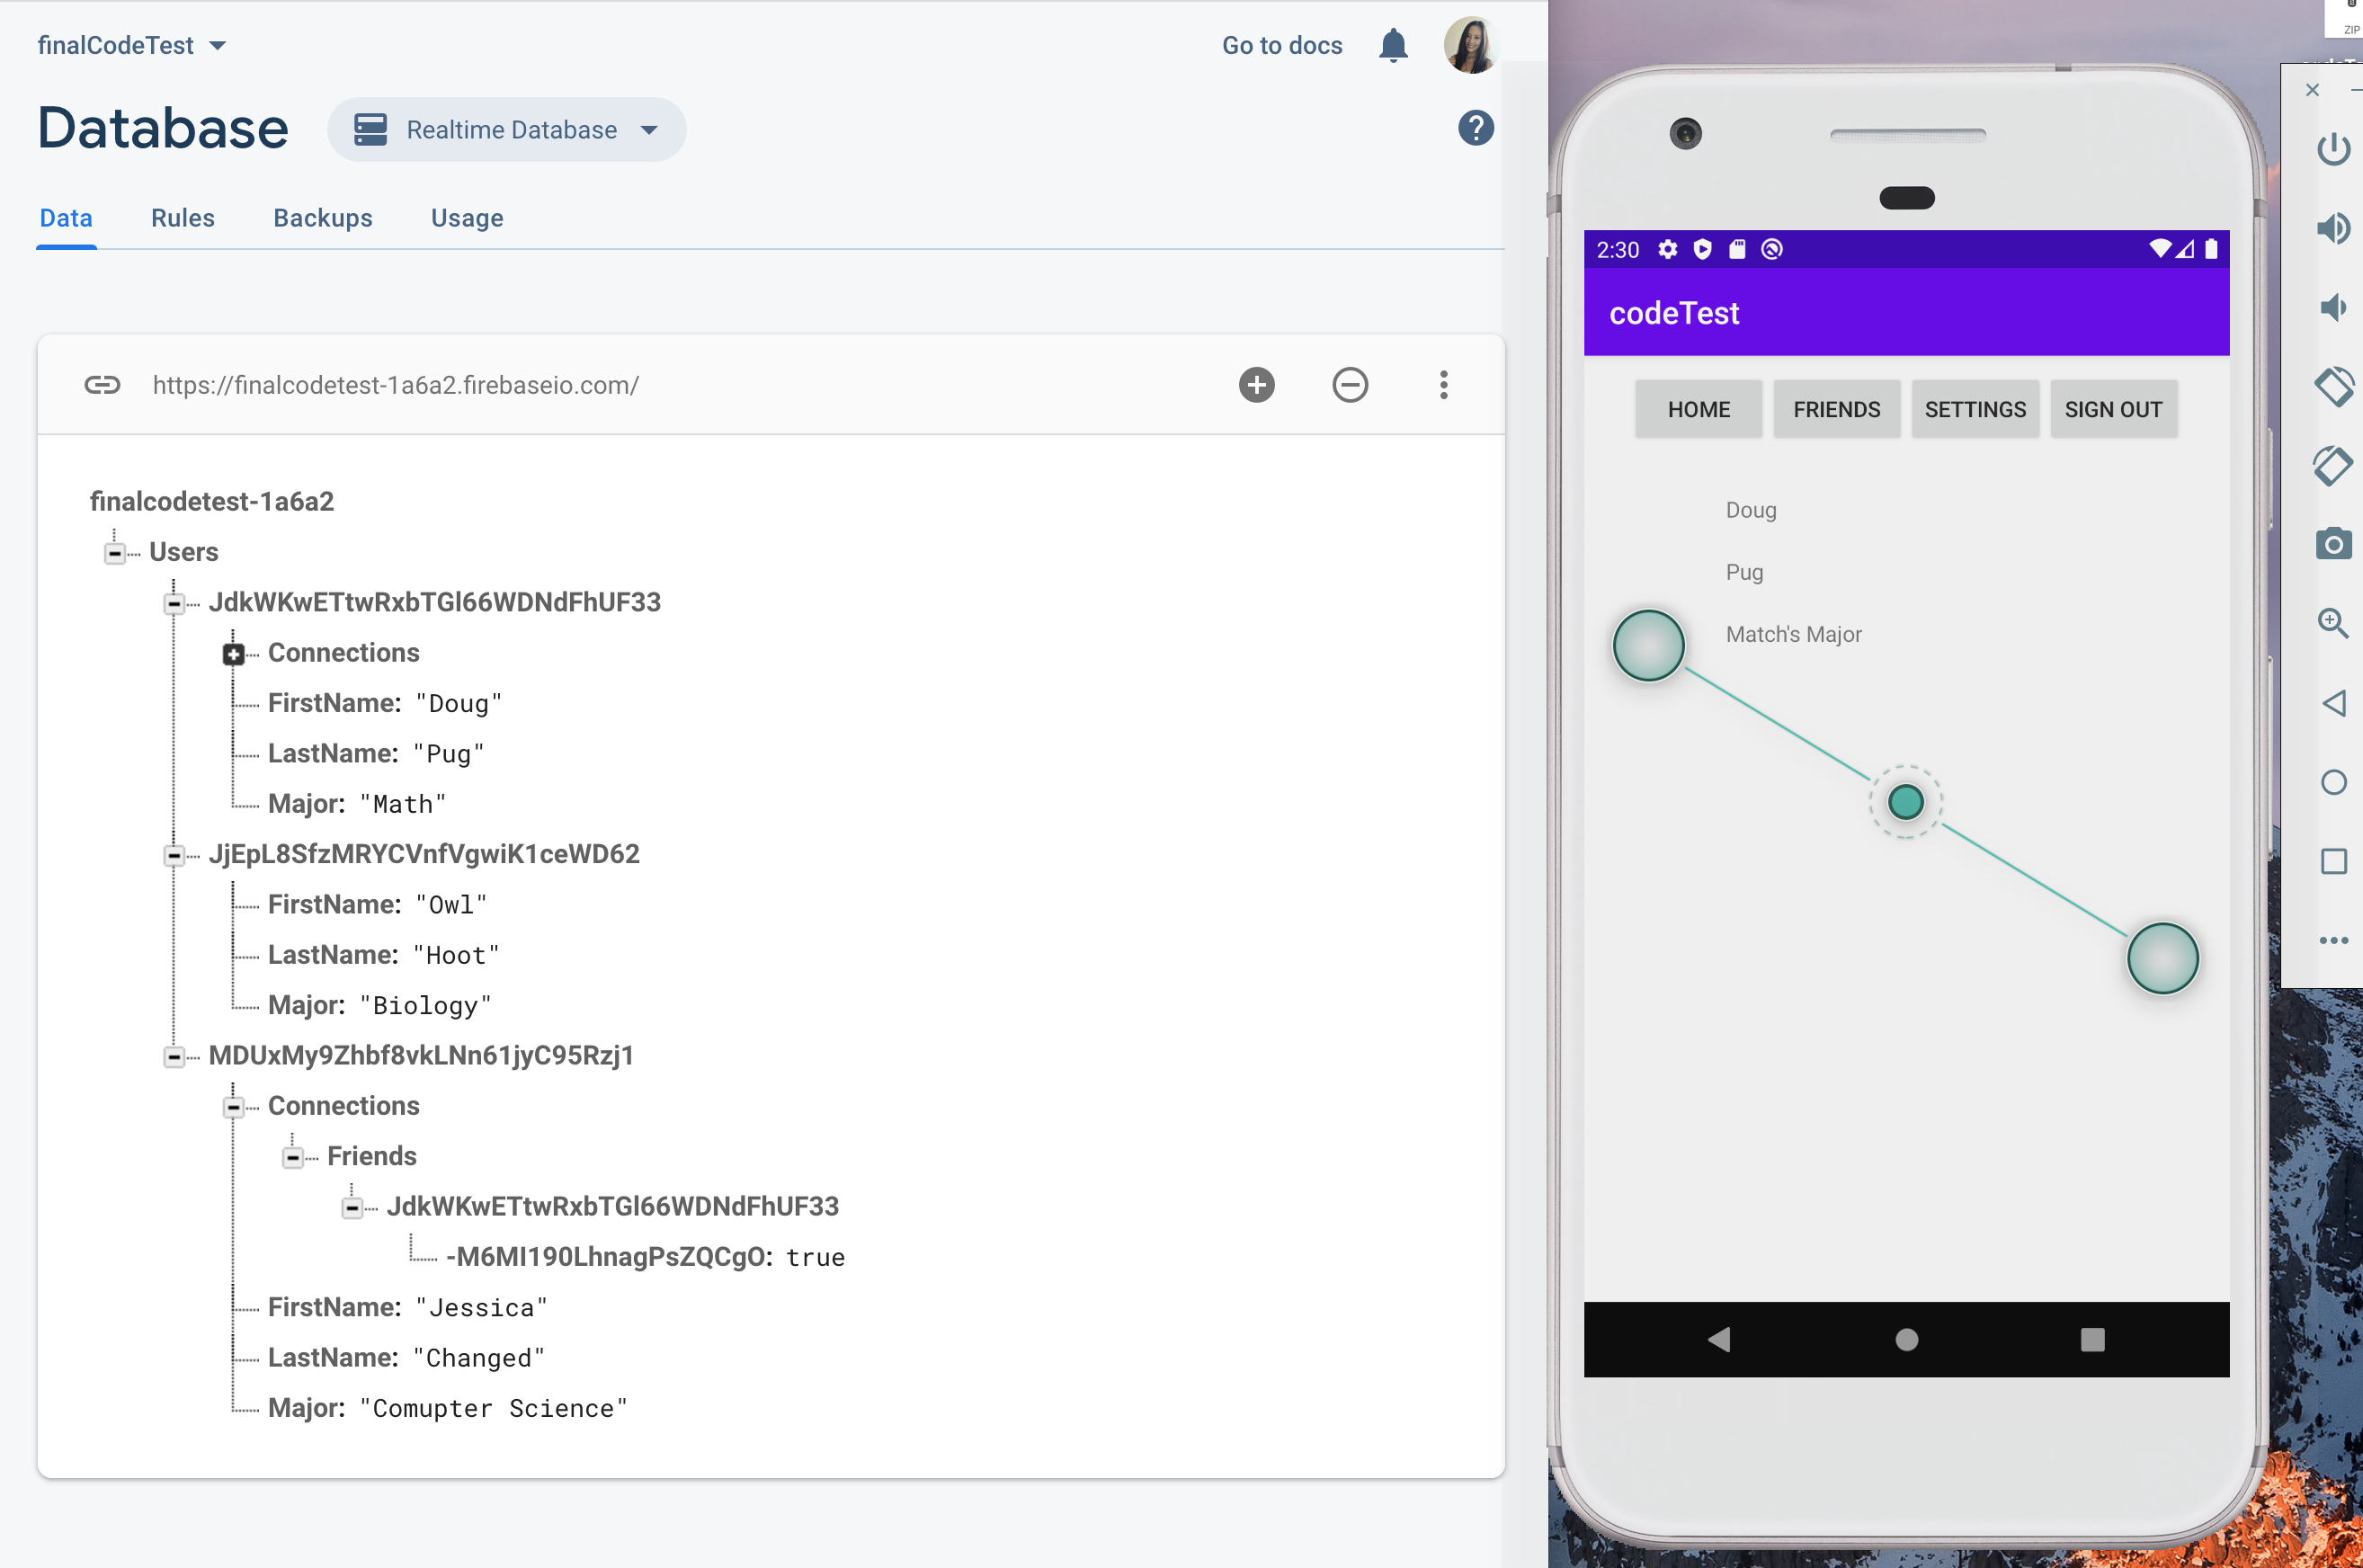 finalCodeTest
Go to docs
Database
Realtime Database
?
Data Rules Backups Usage
https://finalcodetest-1a6a2.firebaseio.com/
finalcodetest-1a6a2
Users
JdkWKwETtwRxbTGl66WDNdFhUF33
Connections
FirstName: "Doug"
LastName: "Pug"
Major: "Math"
JjEpL8SfzMRYCVnfVgwiK1ceWD62
FirstName: "Owl"
LastName: "Hoot"
Major: "Biology"
MDUxMy9Zhbf8vkLNn61jyC95Rzj1
Connections
Friends
JdkWKwETtwRxbTGl66WDNdFhUF33
-M6MI190LhnagPsZQCgO: true
FirstName: "Jessica"
LastName: "Changed"
Major: "Comupter Science"
ZIP
2:30
codeTest
HOME FRIENDS SETTINGS SIGN OUT
Doug
Pug
Match's Major